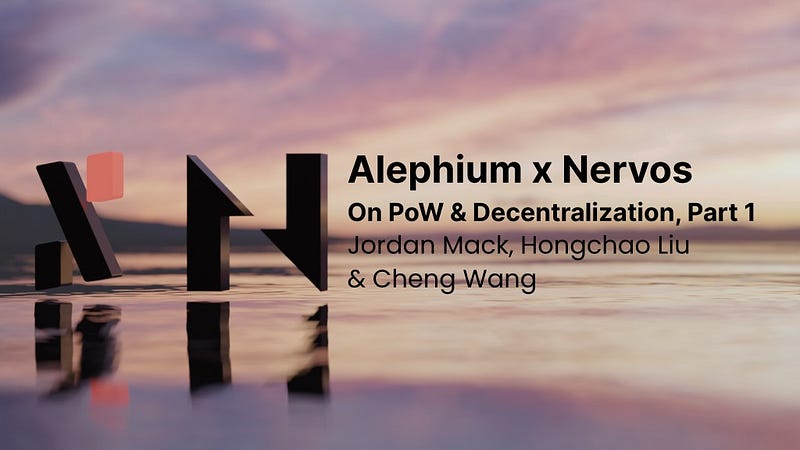 Alephium x Nervos
On PoW & Decentralization, Part 1
Jordan Mack, Hongchao Liu
& Cheng Wang